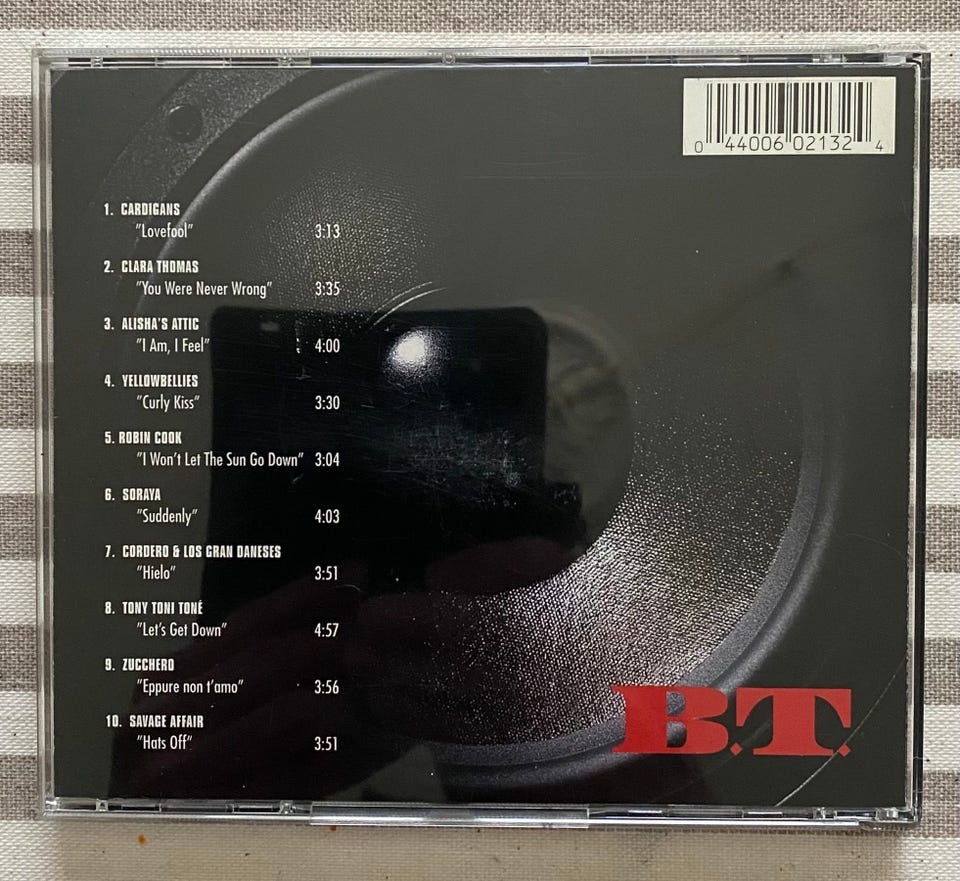 0 44006 02132 4
1. CARDIGANS
"Lovefool" 3:13
2. CLARA THOMAS
"You Were Never Wrong" 3:35
3. ALISHA'S ATTIC
"I Am, I Feel" 4:00
4. YELLOWBELLIES
"Curly Kiss" 3:30
5. ROBIN COOK
"I Won't Let The Sun Go Down" 3:04
6. SORAYA
"Suddenly" 4:03
7. CORDERO & LOS GRAN DANESES
"Hielo" 3:51
8. TONY TONI TONÉ
"Let's Get Down" 4:57
9. ZUCCHERO
"Eppure non t'amo" 3:56
10. SAVAGE AFFAIR
"Hats Off" 3:51
B.T.